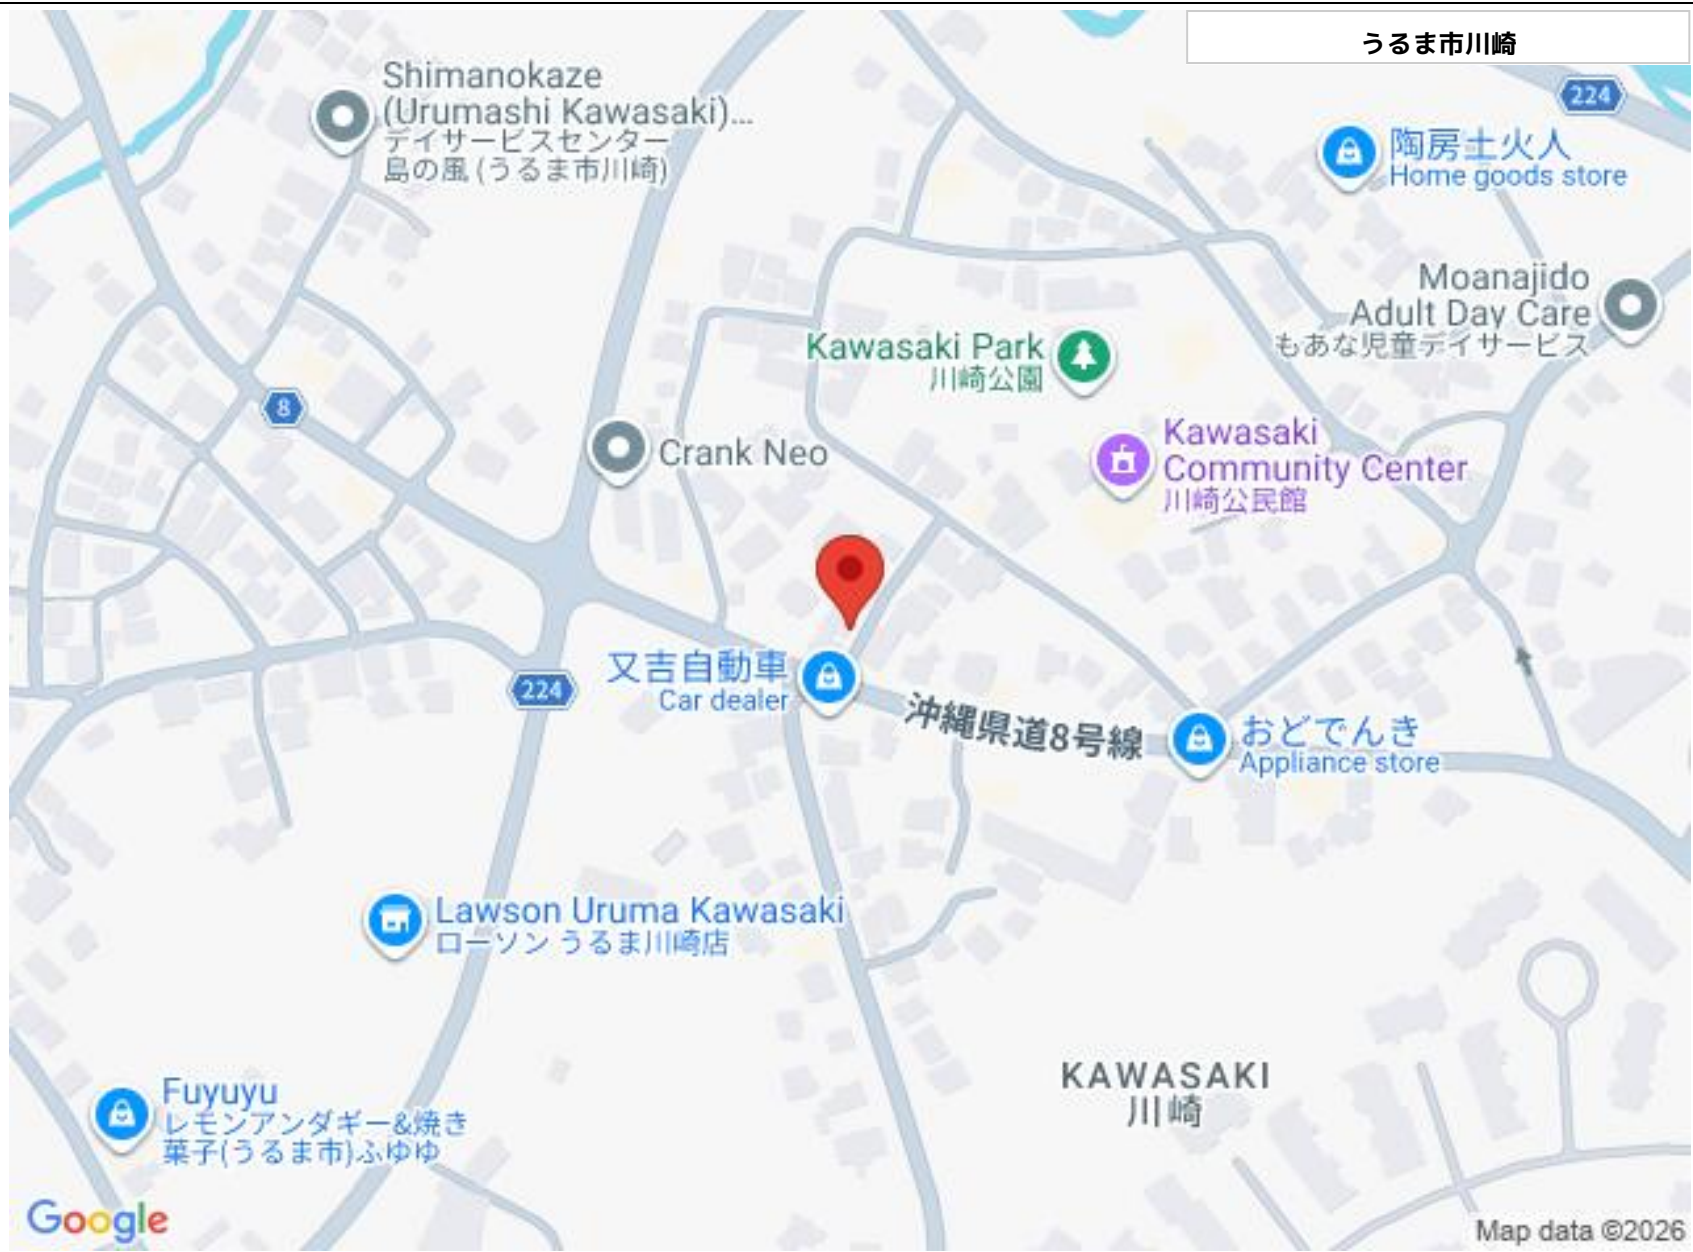 うるま市川崎
224
Shimanokaze
(Urumashi Kawasaki)...
デイサービスセンター
島の風 (うるま市川崎)
陶房土火人
Home goods store
Moanajido
Adult Day Care
もあな児童デイサービス
Kawasaki Park
川崎公園
8
Crank Neo
Kawasaki
Community Center
川崎公民館
又吉自動車
Car dealer
224
沖縄県道8号線
おどでんき
Appliance store
Lawson Uruma Kawasaki
ローソン うるま川崎店
KAWASAKI
川崎
Fuyuyu
レモンアンダギー&焼き
菓子(うるま市)ふゆゆ
Google
Map data ©2026